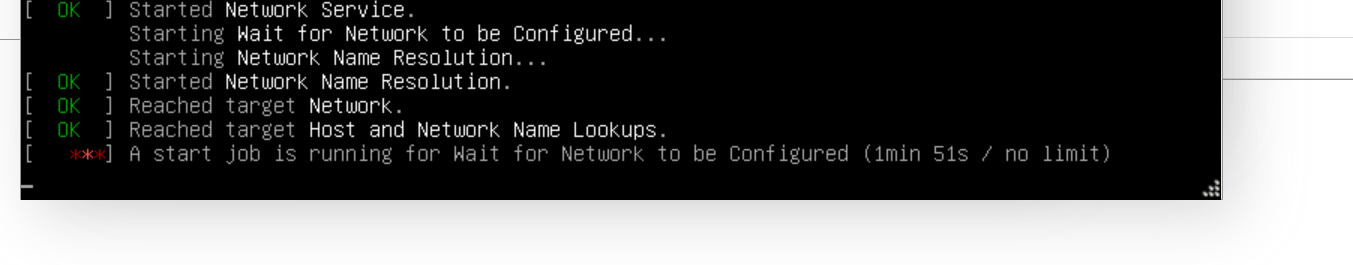 [  OK  ] Started Network Service.
         Starting Wait for Network to be Configured...
         Starting Network Name Resolution...
[  OK  ] Started Network Name Resolution.
[  OK  ] Reached target Network.
[  OK  ] Reached target Host and Network Name Lookups.
[   ***] A start job is running for Wait for Network to be Configured (1min 51s / no limit)